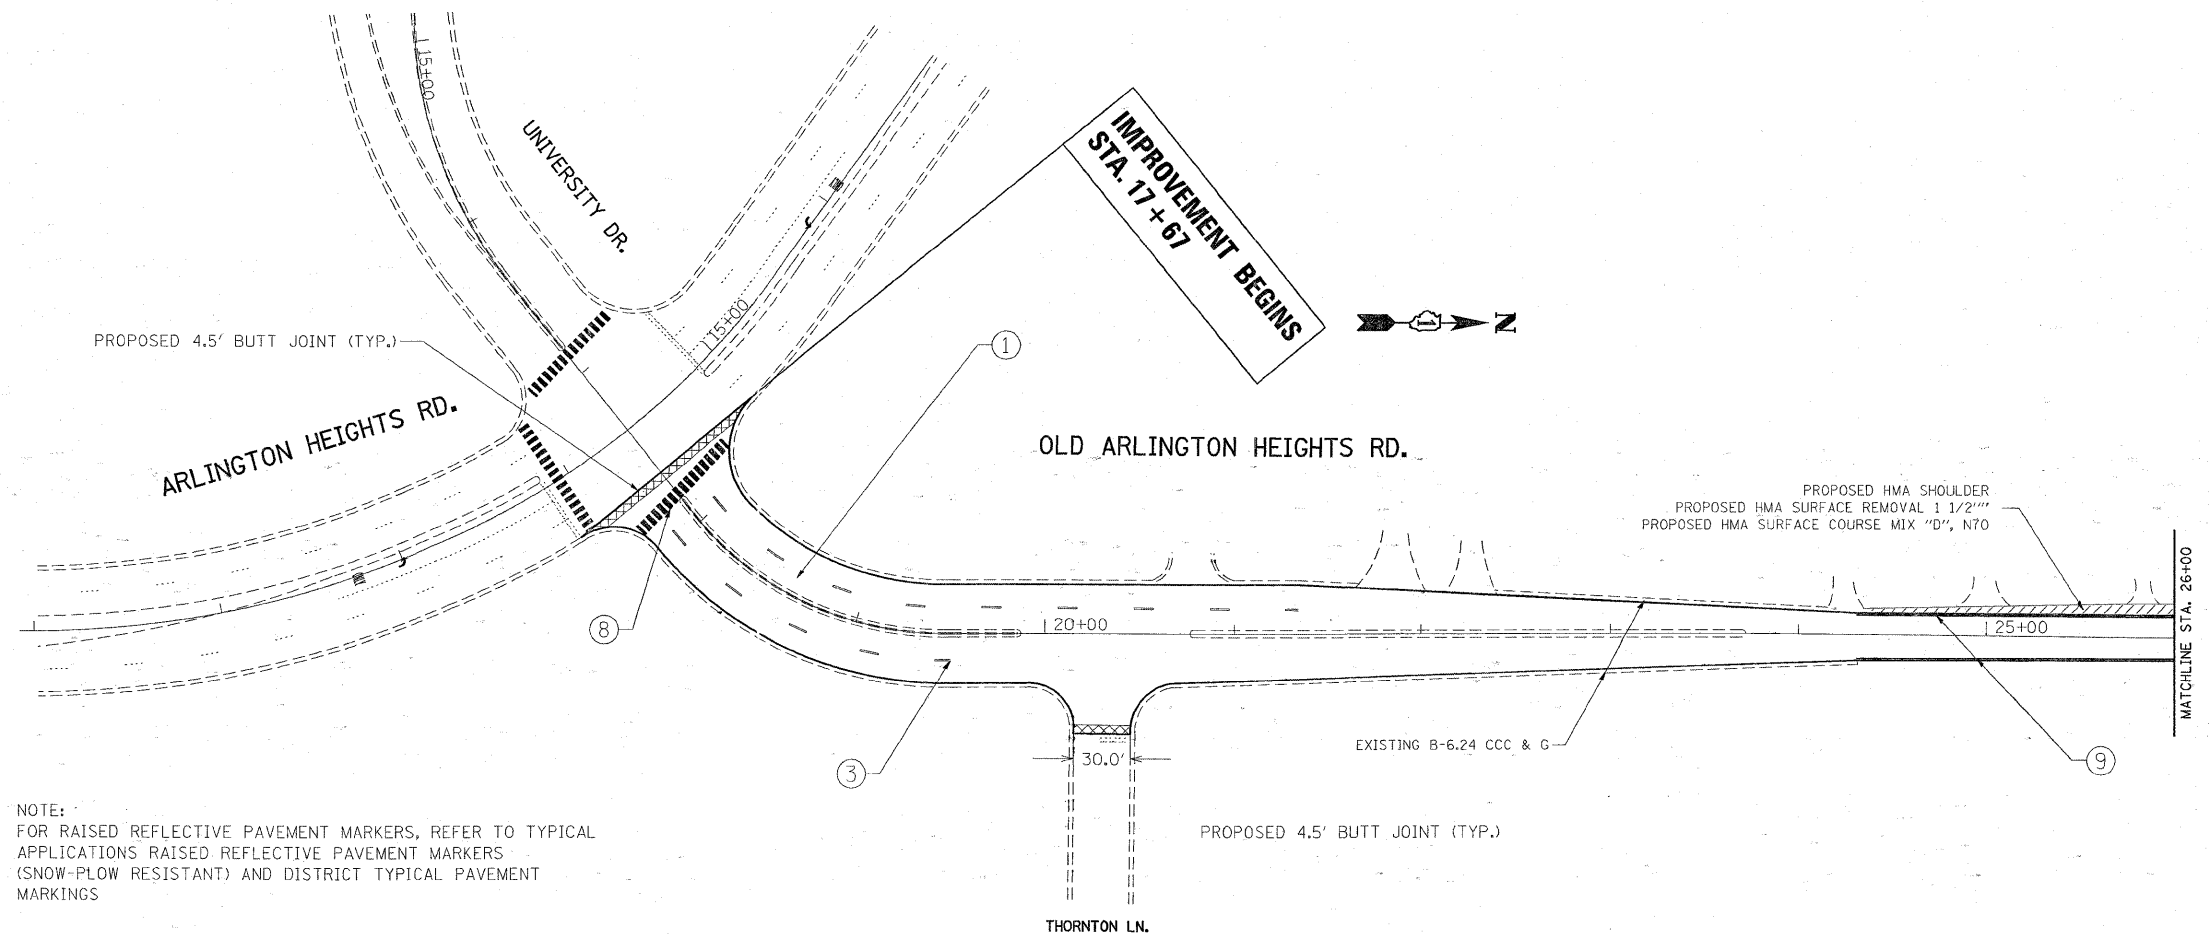 15+00
UNIVERSITY DR.
IMPROVEMENT BEGINS
STA. 17+67
N
PROPOSED 4.5' BUTT JOINT (TYP.)
115+00
1
ARLINGTON HEIGHTS RD.
OLD ARLINGTON HEIGHTS RD.
PROPOSED HMA SHOULDER
PROPOSED HMA SURFACE REMOVAL 1 1/2""
PROPOSED HMA SURFACE COURSE MIX "D", N70
MATCHLINE STA. 26+00
8
20+00
25+00
EXISTING B-6.24 CCC & G
30.0'
3
9
NOTE:
FOR RAISED REFLECTIVE PAVEMENT MARKERS, REFER TO TYPICAL
APPLICATIONS RAISED REFLECTIVE PAVEMENT MARKERS
(SNOW-PLOW RESISTANT) AND DISTRICT TYPICAL PAVEMENT
MARKINGS
PROPOSED 4.5' BUTT JOINT (TYP.)
THORNTON LN.